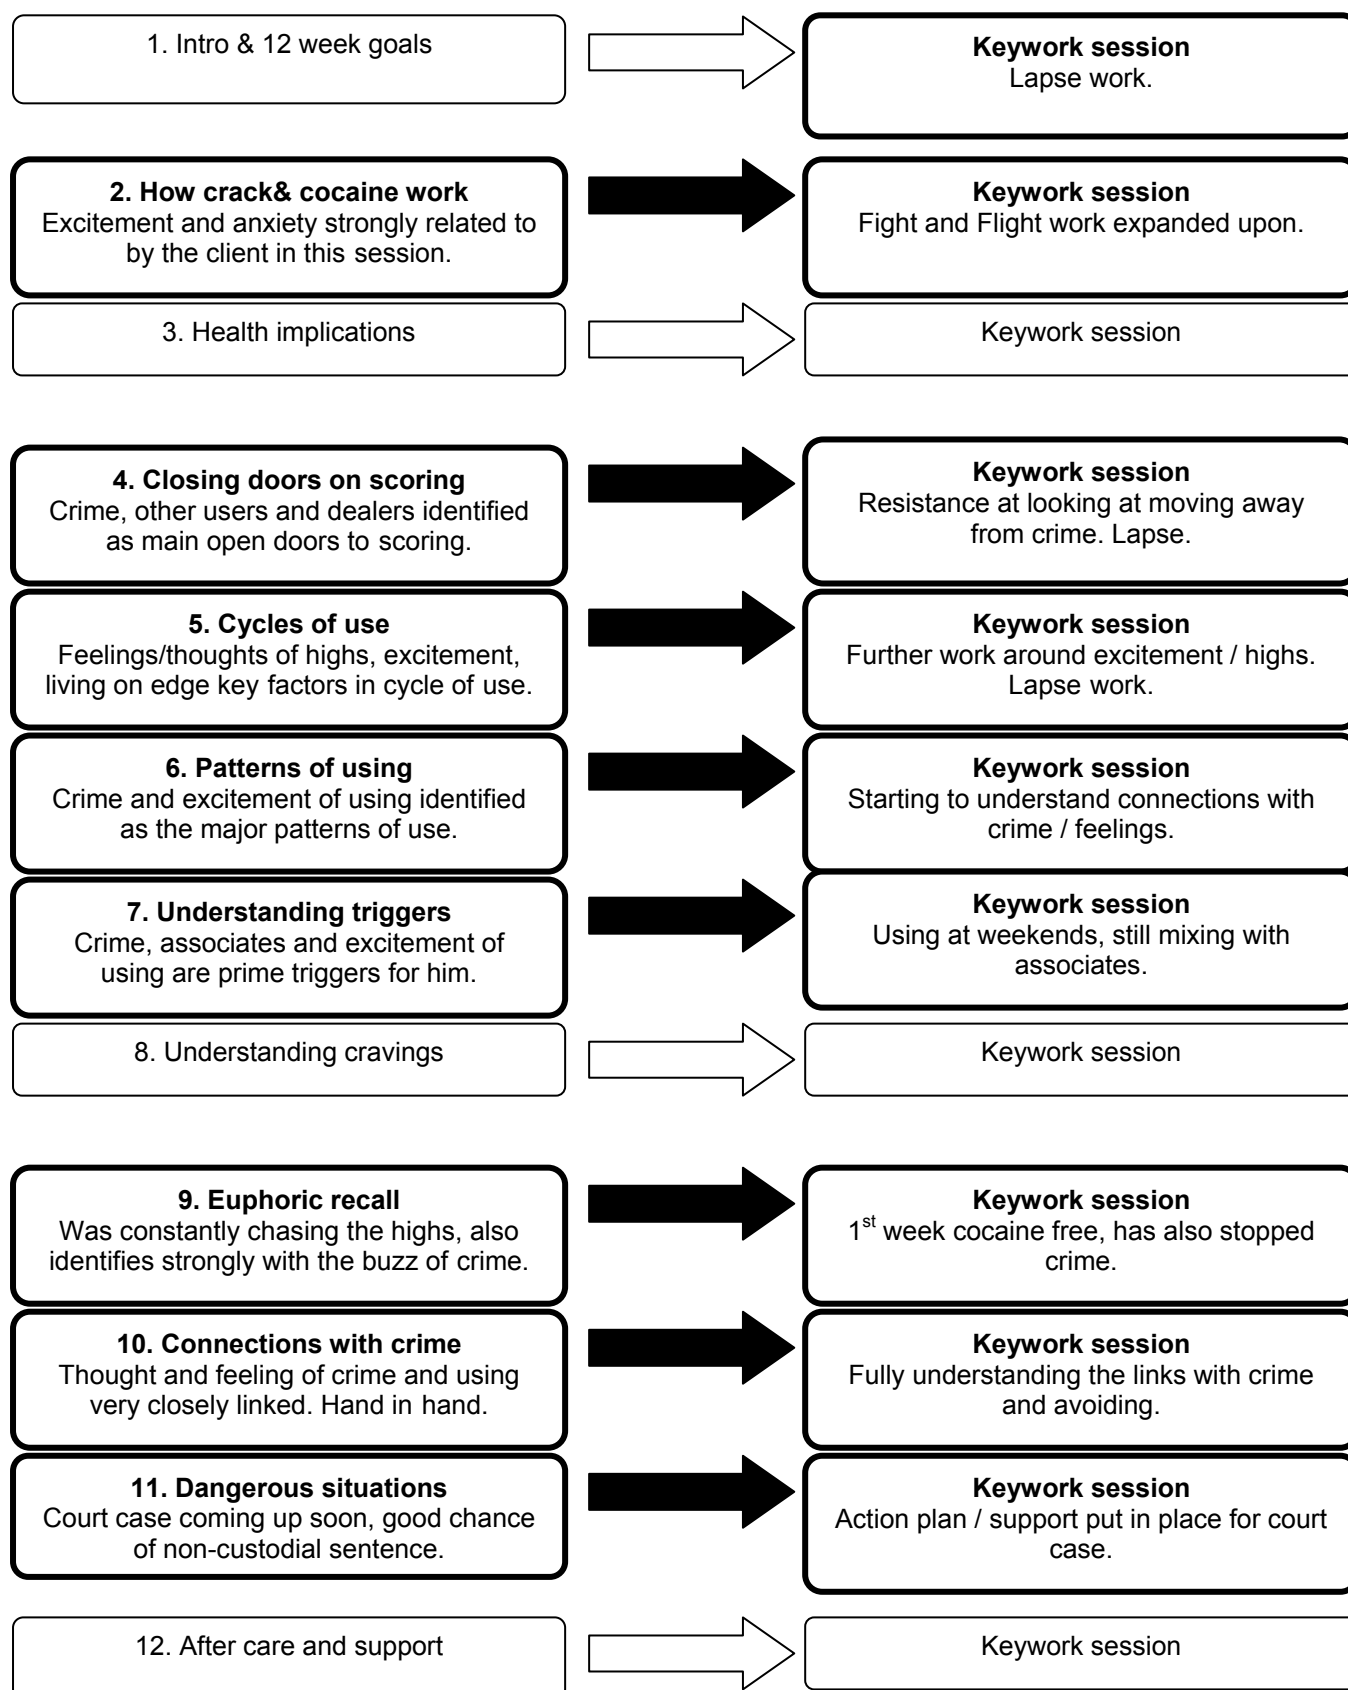 1. Intro & 12 week goals
Keywork session
Lapse work.
2. How crack& cocaine work
Excitement and anxiety strongly related to
by the client in this session.
Keywork session
Fight and Flight work expanded upon.
3. Health implications
Keywork session
4. Closing doors on scoring
Crime, other users and dealers identified
as main open doors to scoring.
Keywork session
Resistance at looking at moving away
from crime. Lapse.
5. Cycles of use
Feelings/thoughts of highs, excitement,
living on edge key factors in cycle of use.
Keywork session
Further work around excitement / highs.
Lapse work.
6. Patterns of using
Crime and excitement of using identified
as the major patterns of use.
Keywork session
Starting to understand connections with
crime / feelings.
7. Understanding triggers
Crime, associates and excitement of
using are prime triggers for him.
Keywork session
Using at weekends, still mixing with
associates.
8. Understanding cravings
Keywork session
9. Euphoric recall
Was constantly chasing the highs, also
identifies strongly with the buzz of crime.
Keywork session
1st week cocaine free, has also stopped
crime.
10. Connections with crime
Thought and feeling of crime and using
very closely linked. Hand in hand.
Keywork session
Fully understanding the links with crime
and avoiding.
11. Dangerous situations
Court case coming up soon, good chance
of non-custodial sentence.
Keywork session
Action plan / support put in place for court
case.
12. After care and support
Keywork session